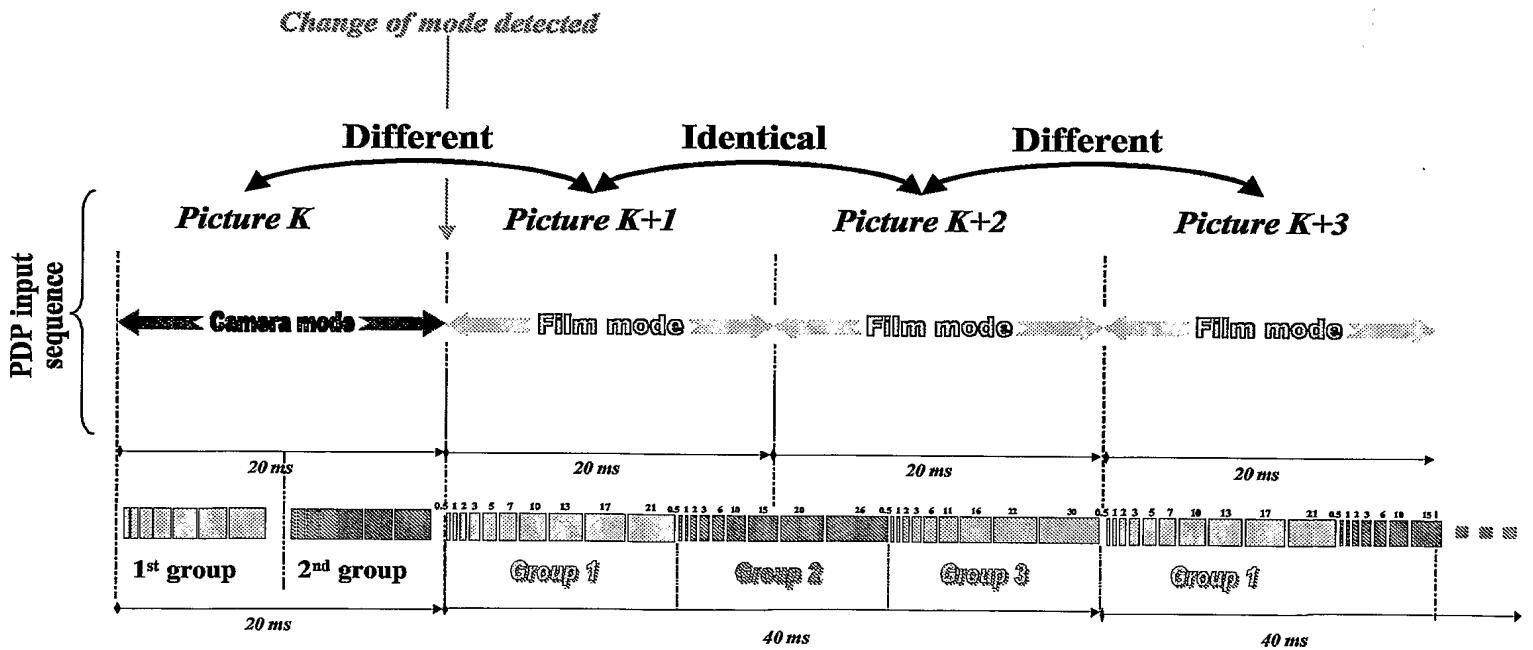 Change of mode detected
Different Identical Different
Picture K Picture K+1 Picture K+2 Picture K+3
PDP input
sequence
Camera mode Film mode Film mode Film mode
20 ms 20 ms 20 ms 20 ms
0.5 1 2 3 5 7 10 13 17 21 0.5 1 2 3 6 10 15 20 26 0.5 1 2 3 6 11 16 22 30 0.5 1 2 3 5 7 10 13 17 21 0.5 1 2 3 6 10 15 1
1st group 2nd group Group 1 Group 2 Group 3 Group 1
20 ms 40 ms 40 ms